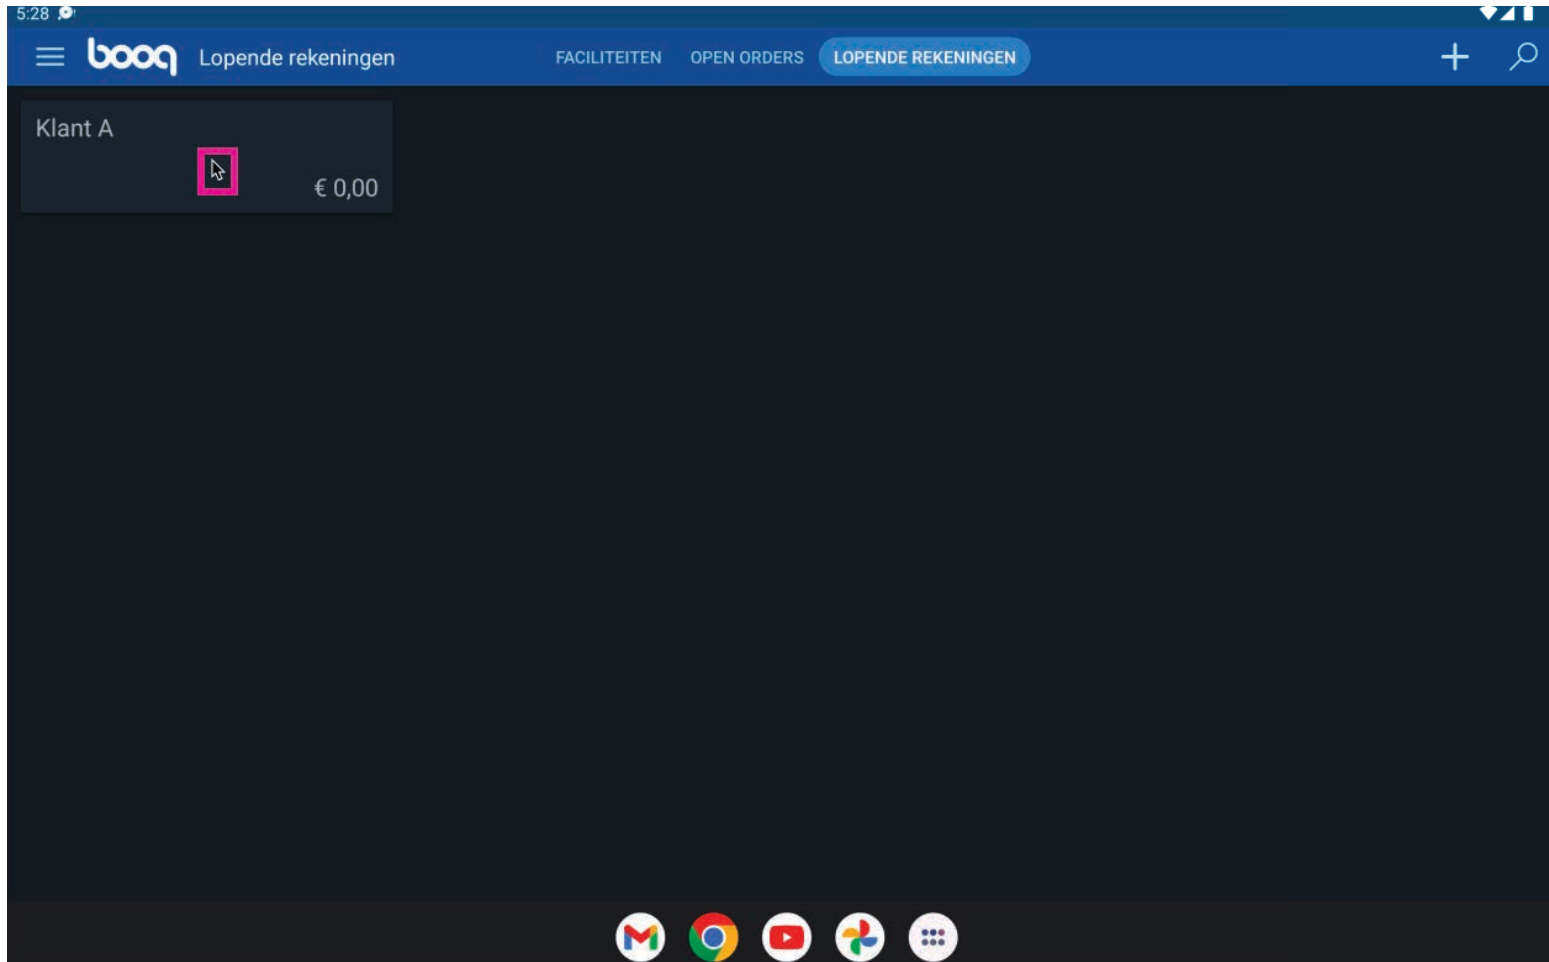 5:28
booq Lopende rekeningen FACILITEITEN OPEN ORDERS LOPENDE REKENINGEN
Klant A
€ 0,00